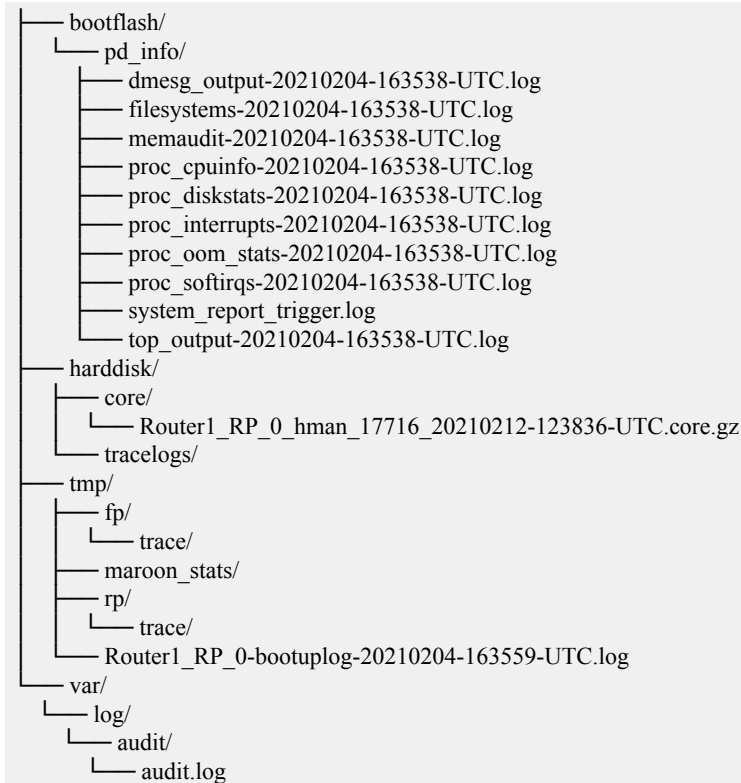 ├── bootflash/
│   └── pd_info/
│       ├── dmesg_output-20210204-163538-UTC.log
│       ├── filesystems-20210204-163538-UTC.log
│       ├── memaudit-20210204-163538-UTC.log
│       ├── proc_cpuinfo-20210204-163538-UTC.log
│       ├── proc_diskstats-20210204-163538-UTC.log
│       ├── proc_interrupts-20210204-163538-UTC.log
│       ├── proc_oom_stats-20210204-163538-UTC.log
│       ├── proc_softirqs-20210204-163538-UTC.log
│       ├── system_report_trigger.log
│       └── top_output-20210204-163538-UTC.log
├── harddisk/
│   ├── core/
│   │   └── Router1_RP_0_hman_17716_20210212-123836-UTC.core.gz
│   └── tracelogs/
├── tmp/
│   ├── fp/
│   │   └── trace/
│   ├── maroon_stats/
│   ├── rp/
│   │   └── trace/
│   └── Router1_RP_0-bootuplog-20210204-163559-UTC.log
└── var/
    └── log/
        └── audit/
            └── audit.log